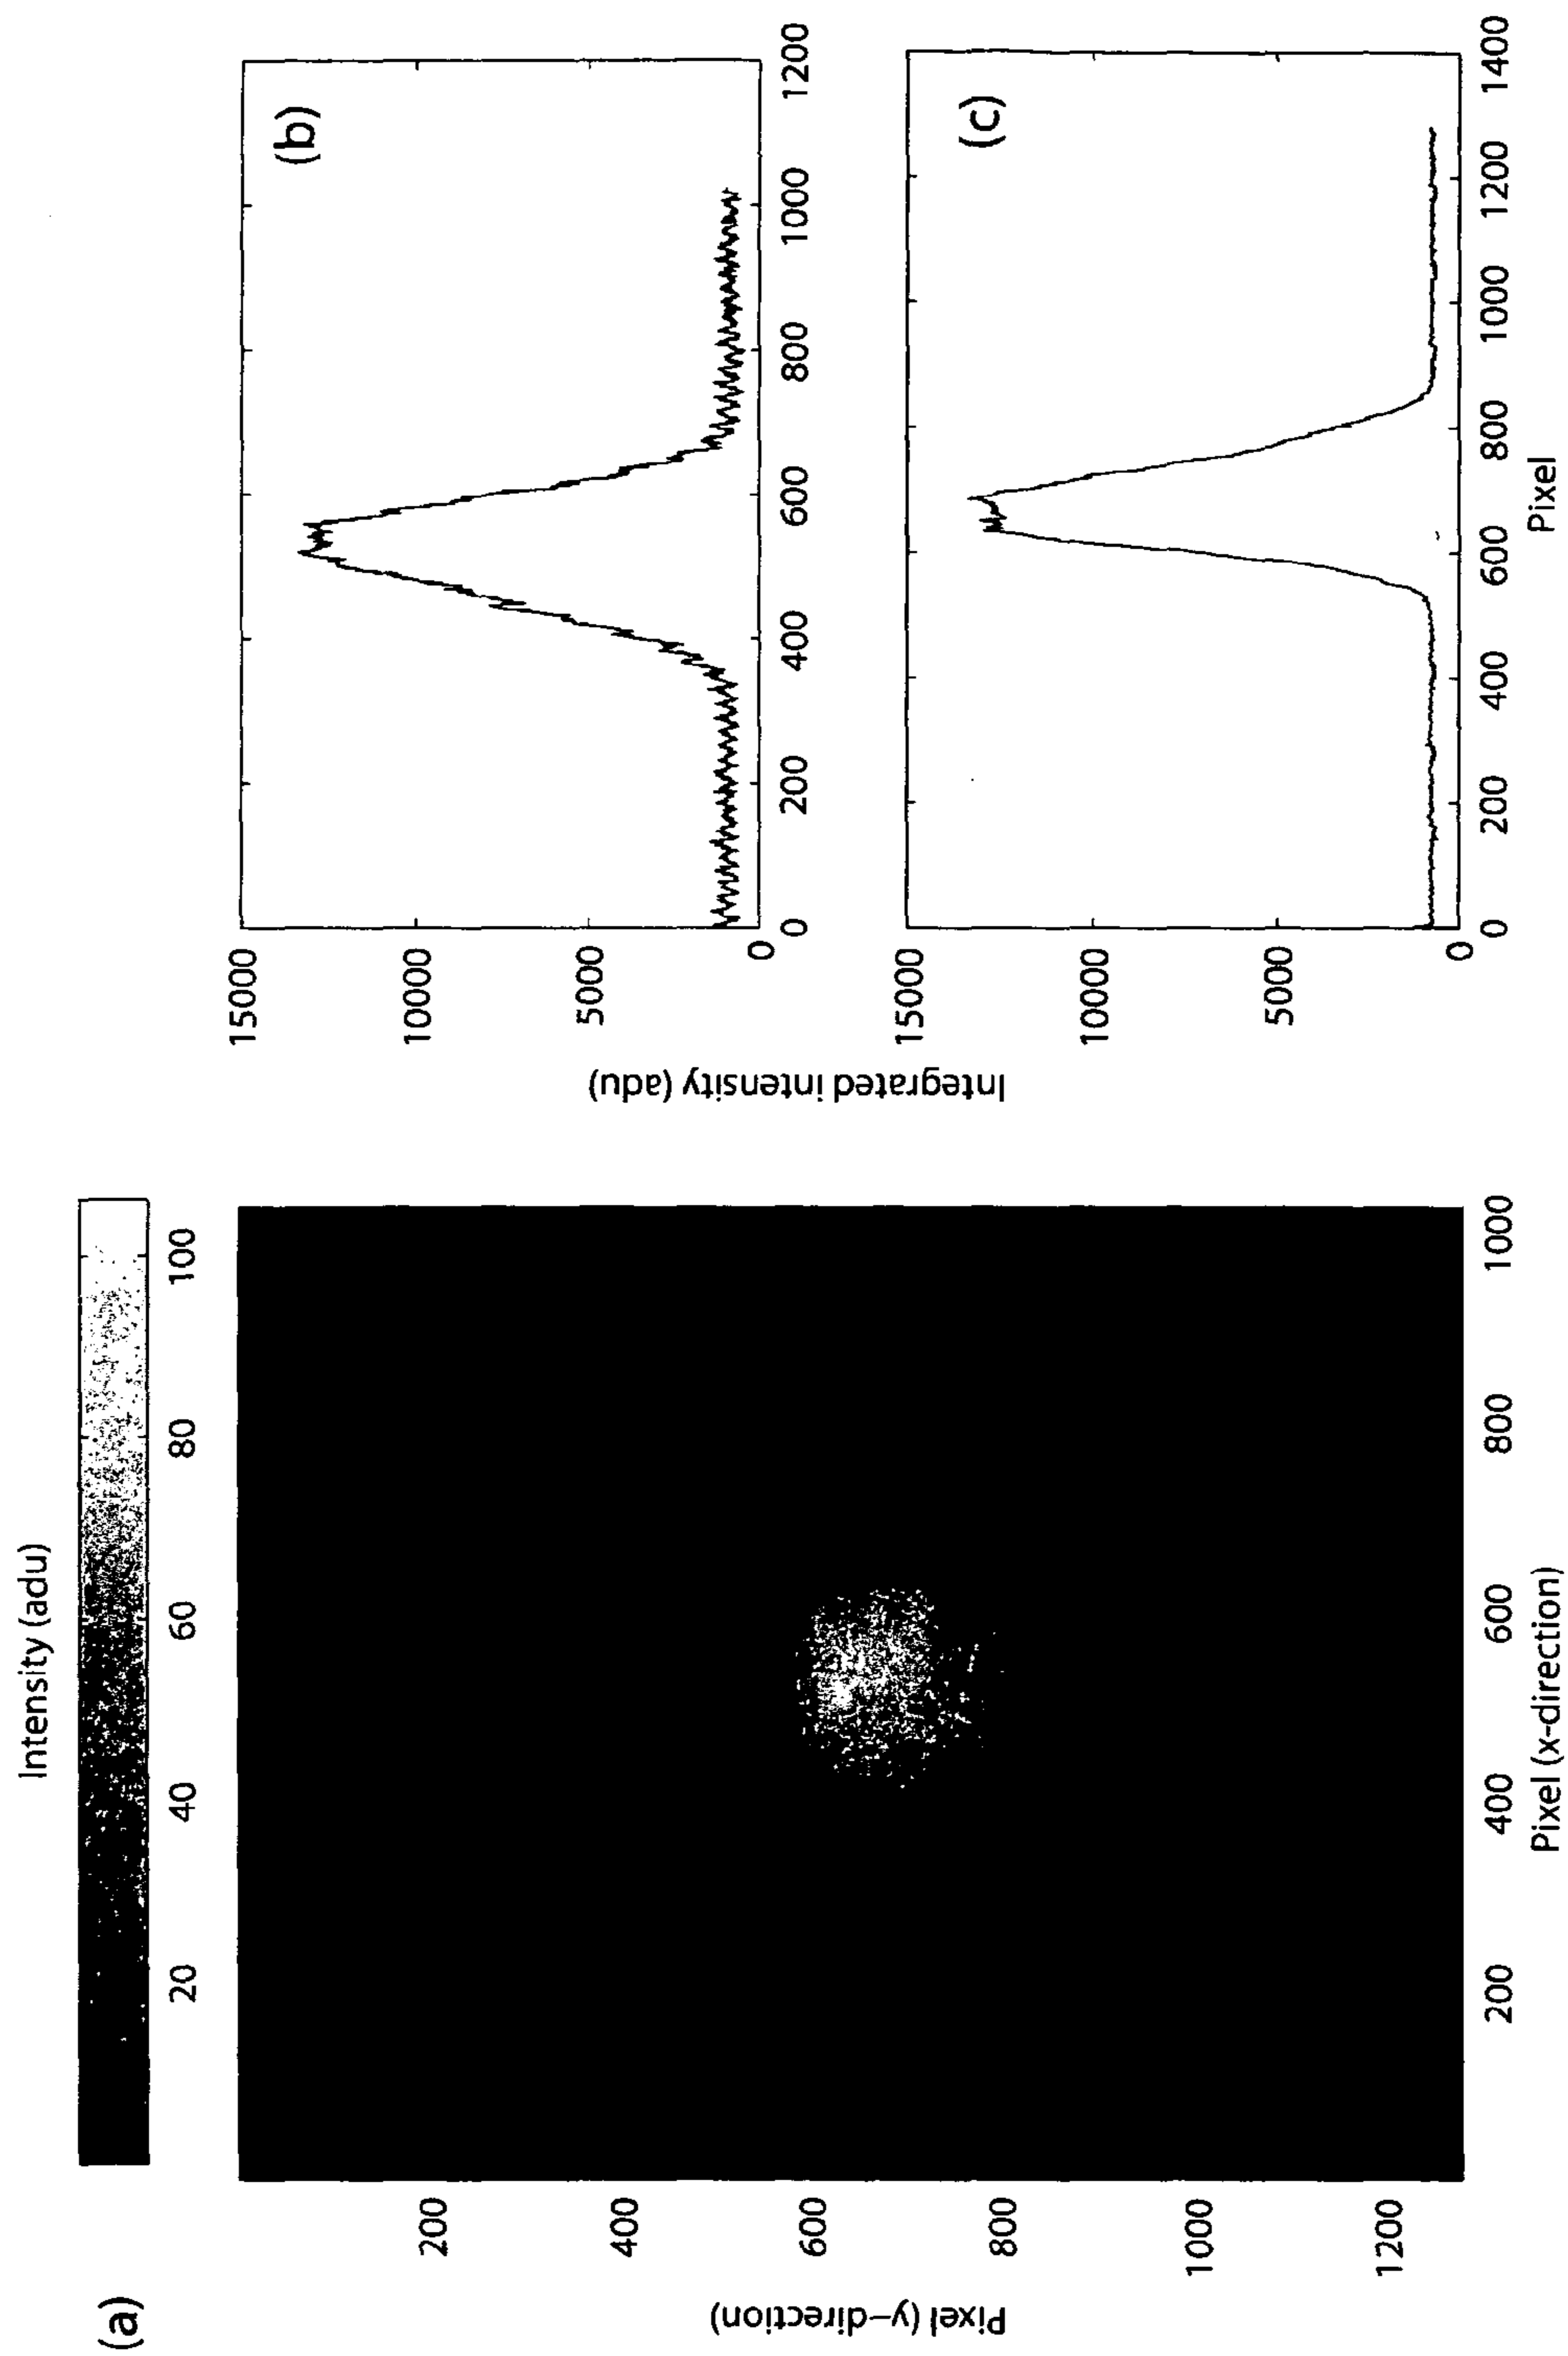 (a)
Intensity (adu)
20 40 60 80 100
Pixel (y–direction)
200
400
600
800
1000
1200
200 400 600 800 1000
Pixel (x-direction)
Integrated intensity (adu)
(b)
15000
10000
5000
0
0 200 400 600 800 1000 1200
(c)
15000
10000
5000
0
0 200 400 600 800 1000 1200 1400
Pixel